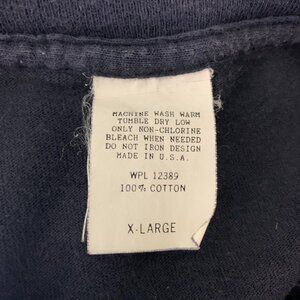 MACHINE WASH WARM
TUMBLE DRY LOW
ONLY NON-CHLORINE
BLEACH WHEN NEEDED
DO NOT IRON DESIGN
MADE IN U.S.A.
WPL 12389
100% COTTON
X-LARGE